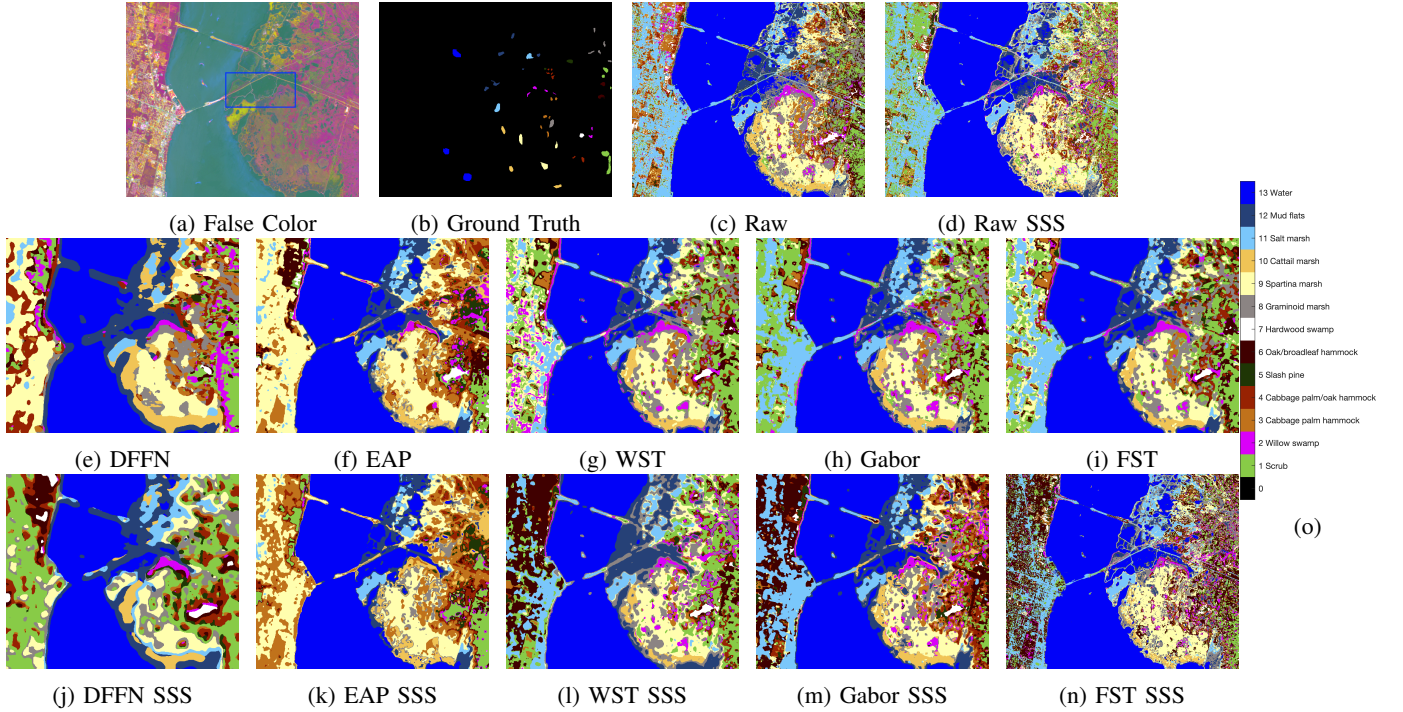 (a) False Color
(b) Ground Truth
(c) Raw
(d) Raw SSS
(e) DFFN
(f) EAP
(g) WST
(h) Gabor
(i) FST
(j) DFFN SSS
(k) EAP SSS
(l) WST SSS
(m) Gabor SSS
(n) FST SSS
13 Water
12 Mud flats
11 Salt marsh
10 Cattail marsh
9 Spartina marsh
8 Graminoid marsh
7 Hardwood swamp
6 Oak/broadleaf hammock
5 Slash pine
4 Cabbage palm/oak hammock
3 Cabbage palm hammock
2 Willow swamp
1 Scrub
0
(o)